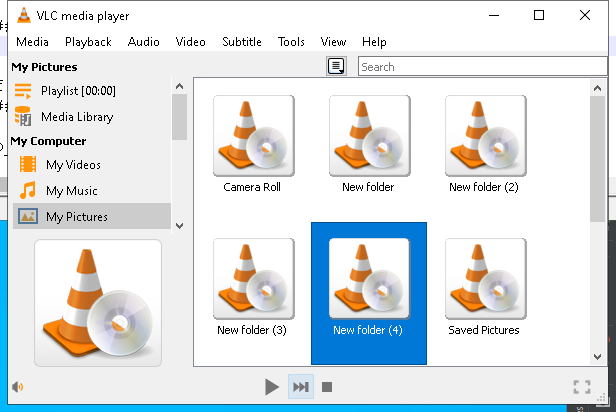 VLC media player
Media Playback Audio Video Subtitle Tools View Help
My Pictures
Search
Playlist [00:00]
Media Library
My Computer
My Videos
My Music
My Pictures
Camera Roll
New folder
New folder (2)
New folder (3)
New folder (4)
Saved Pictures